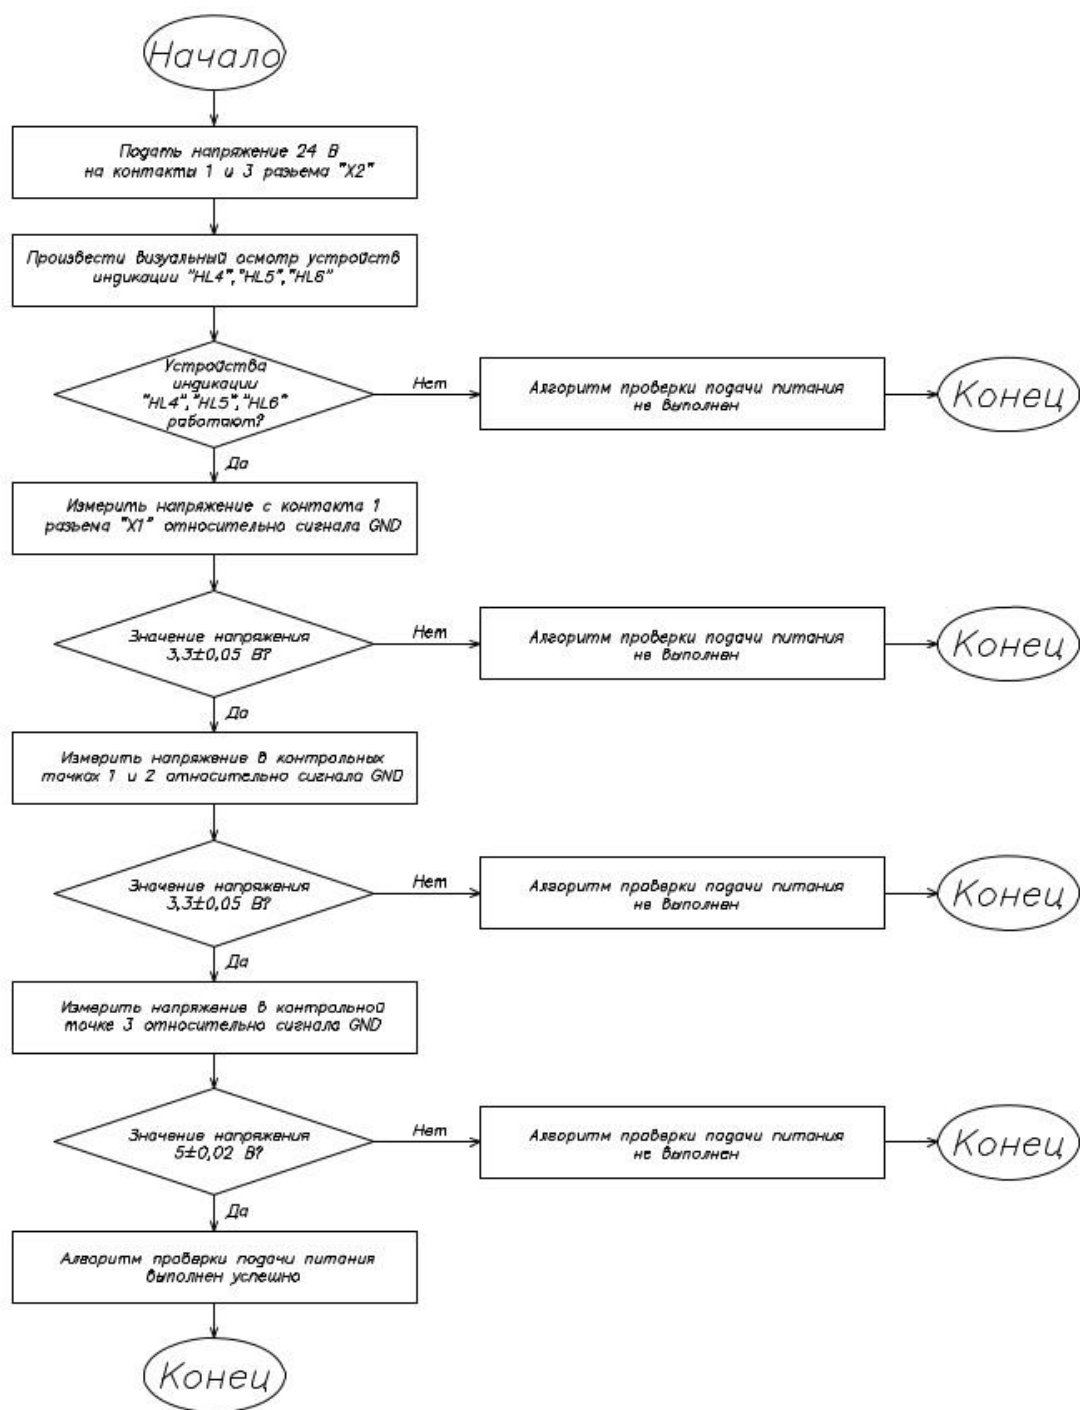 Начало
Подать напряжение 24 В
на контакты 1 и 3 разъема "X2"
Произвести визуальный осмотр устройств
индикации "HL4","HL5","HL6"
Устройства
индикации
"HL4","HL5","HL6"
работают?
Нет
Алгоритм проверки подачи питания
не выполнен
Конец
Да
Измерить напряжение с контакта 1
разъема "X1" относительно сигнала GND
Значение напряжения
3,3±0,05 В?
Нет
Алгоритм проверки подачи питания
не выполнен
Конец
Да
Измерить напряжение в контрольных
точках 1 и 2 относительно сигнала GND
Значение напряжения
3,3±0,05 В?
Нет
Алгоритм проверки подачи питания
не выполнен
Конец
Да
Измерить напряжение в контрольной
точке 3 относительно сигнала GND
Значение напряжения
5±0,02 В?
Нет
Алгоритм проверки подачи питания
не выполнен
Конец
Да
Алгоритм проверки подачи питания
выполнен успешно
Конец